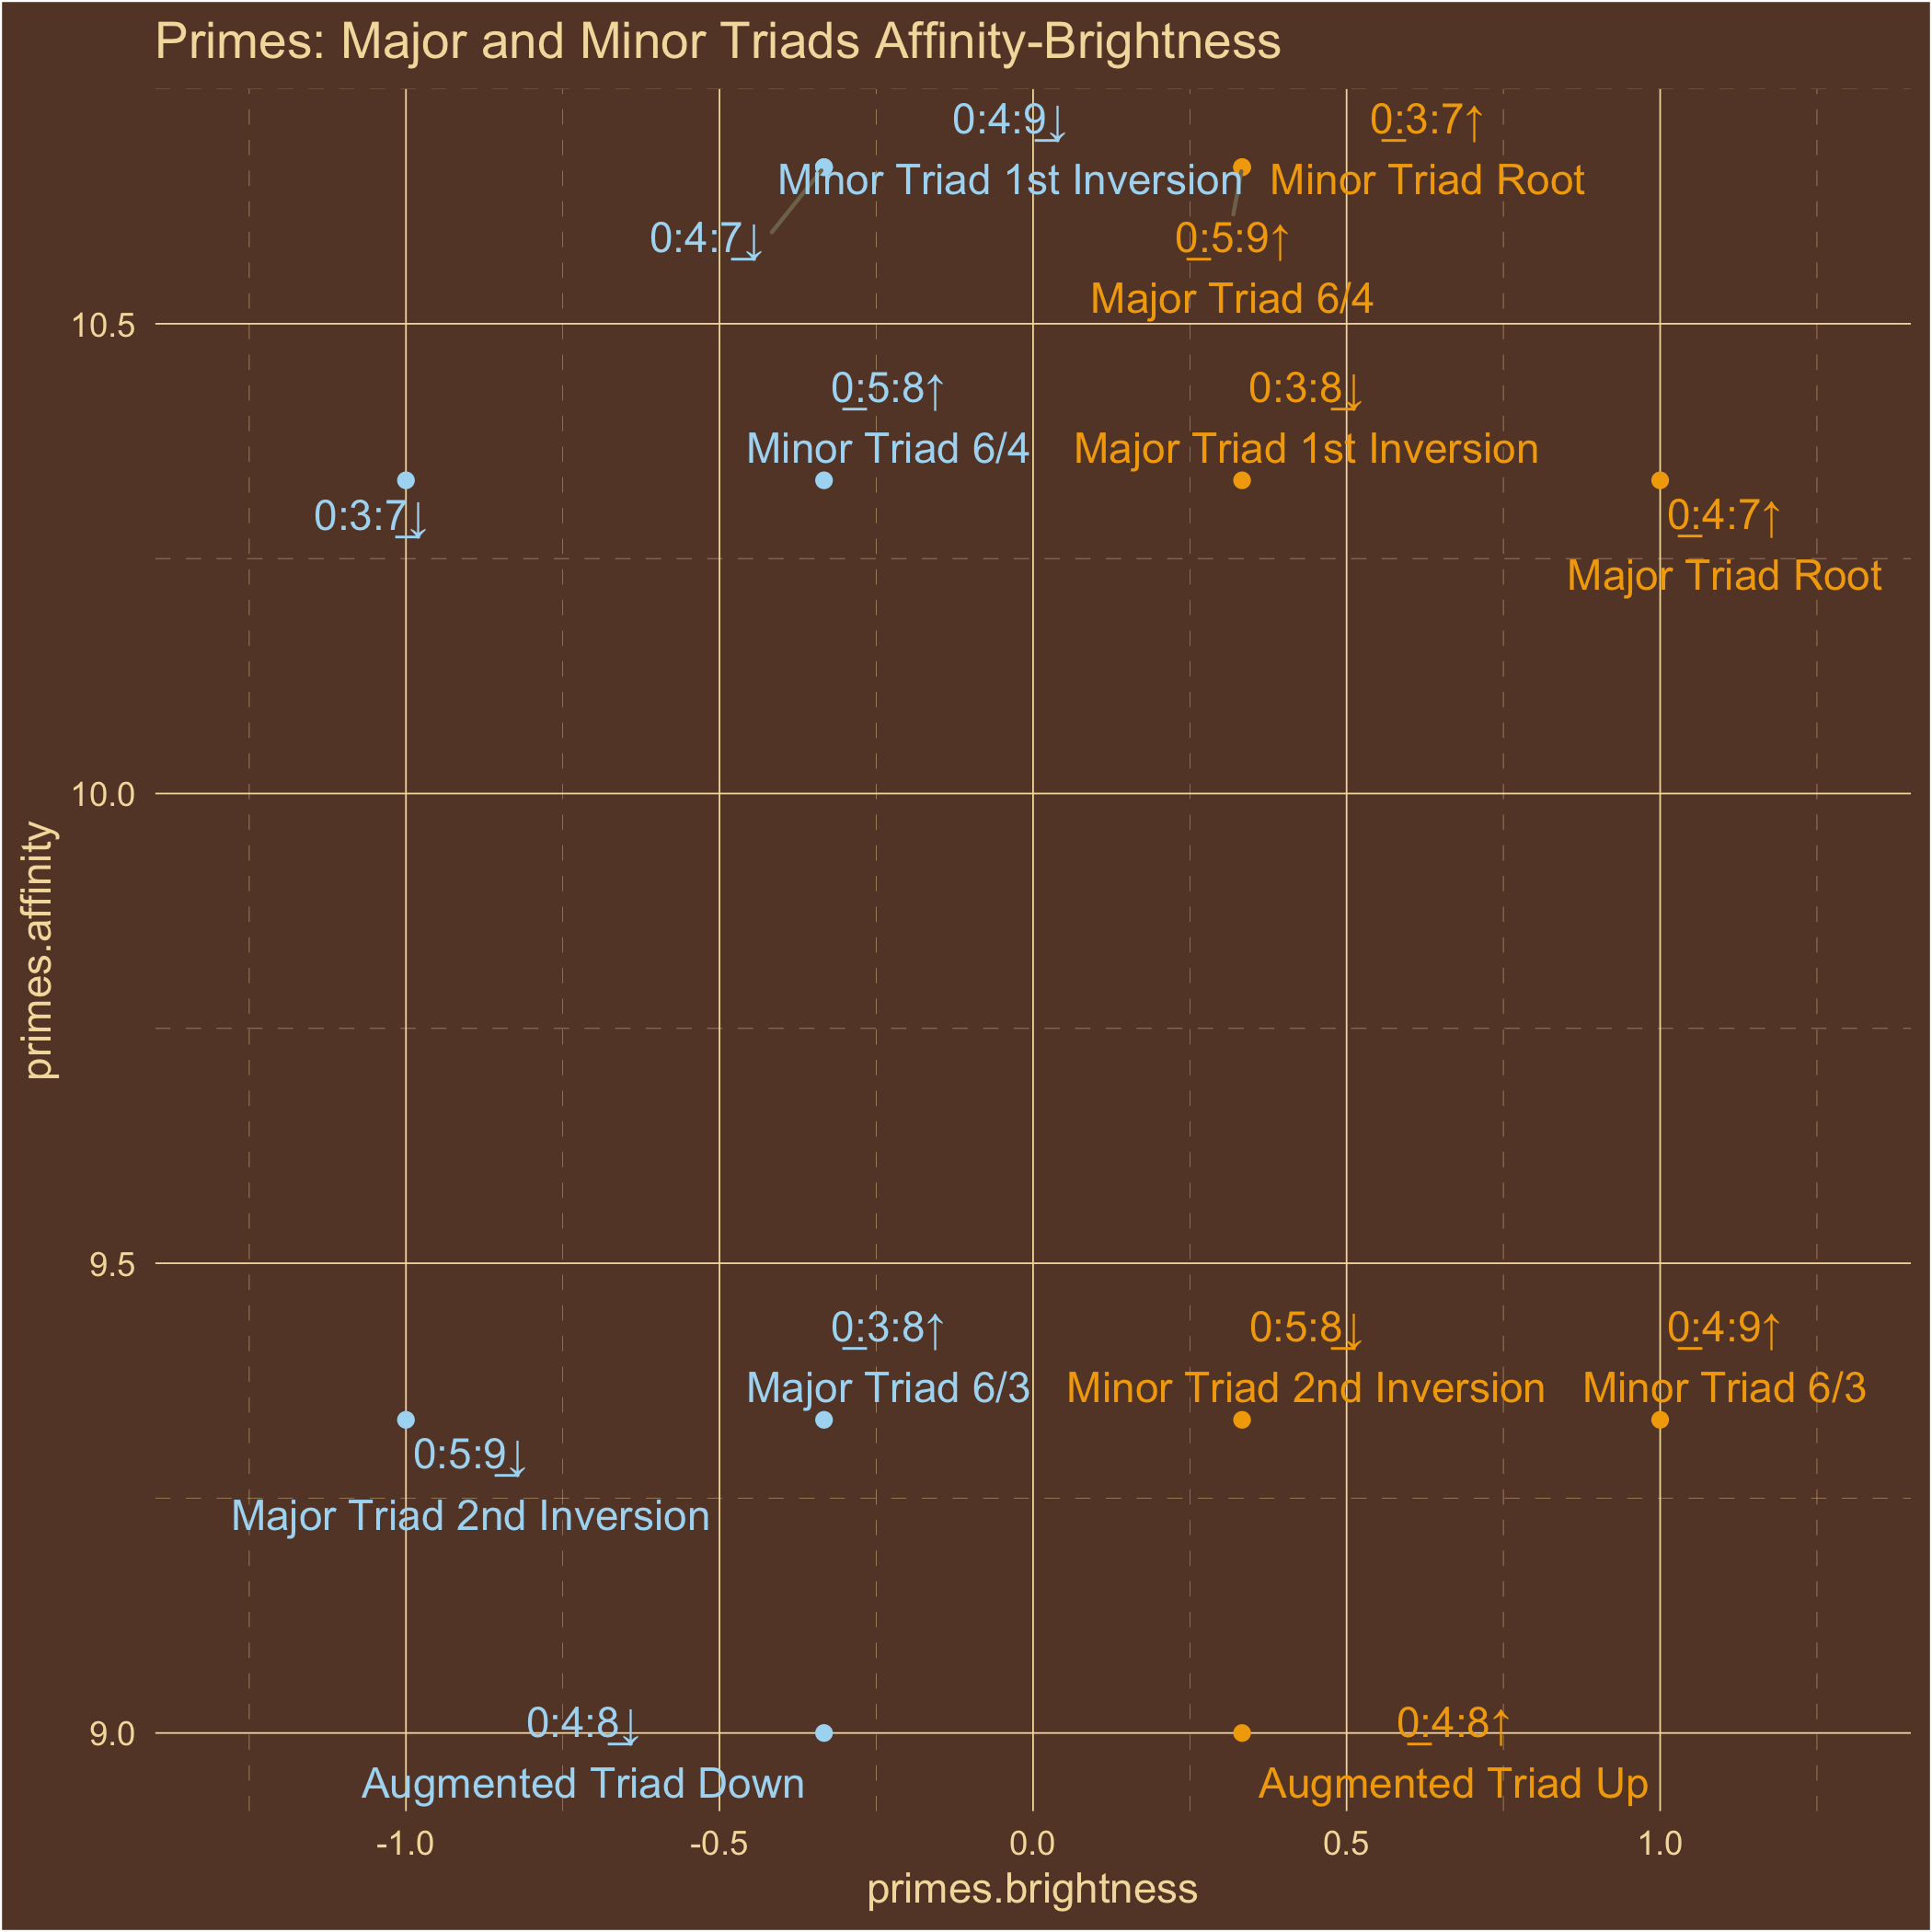 Primes: Major and Minor Triads Affinity-Brightness
0:4:9↓
Minor Triad 1st Inversion
0:3:7↑
Minor Triad Root
0:4:7↓
0:5:9↑
Major Triad 6/4
10.5
0:5:8↑
Minor Triad 6/4
0:3:8↓
Major Triad 1st Inversion
0:3:7↓
0:4:7↑
Major Triad Root
10.0
primes.affinity
9.5
0:3:8↑
Major Triad 6/3
0:5:8↓
Minor Triad 2nd Inversion
0:4:9↑
Minor Triad 6/3
0:5:9↓
Major Triad 2nd Inversion
9.0
0:4:8↓
Augmented Triad Down
0:4:8↑
Augmented Triad Up
-1.0
-0.5
0.0
0.5
1.0
primes.brightness